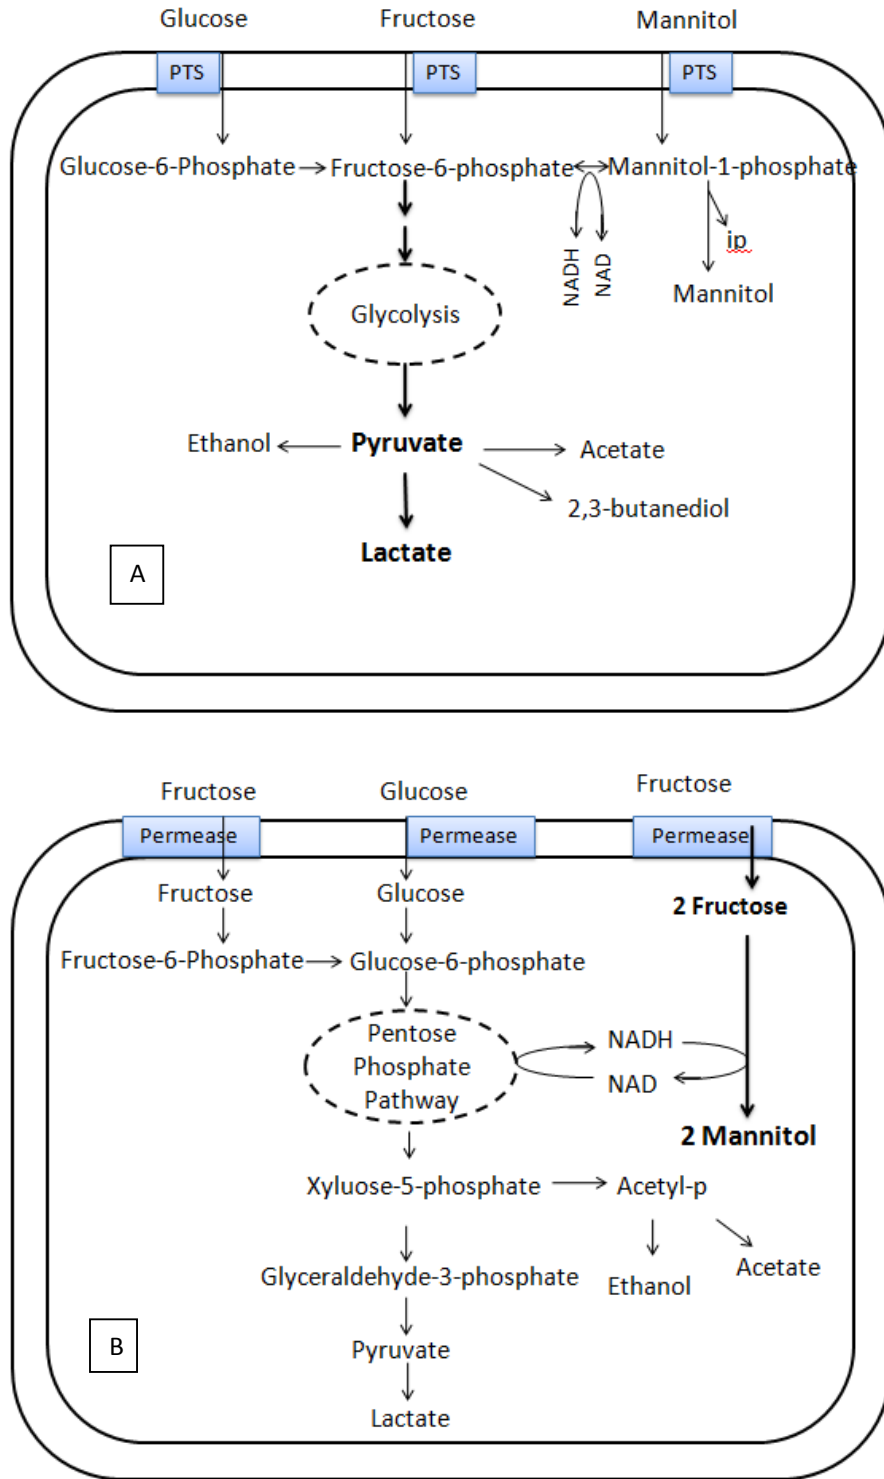 Glucose Fructose Mannitol
PTS PTS PTS
Glucose-6-Phosphate Fructose-6-phosphate Mannitol-1-phosphate
ip
NADH NAD
Mannitol
Glycolysis
Ethanol Pyruvate Acetate
2,3-butanediol
Lactate
A
Fructose Glucose Fructose
Permease Permease Permease
Fructose Glucose 2 Fructose
Fructose-6-Phosphate Glucose-6-phosphate
Pentose
Phosphate
Pathway
NADH
NAD
2 Mannitol
Xyluose-5-phosphate Acetyl-p
Glyceraldehyde-3-phosphate Ethanol Acetate
Pyruvate
B
Lactate